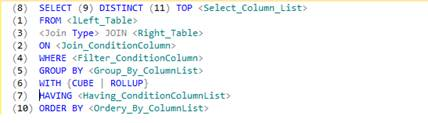 (8) SELECT (9) DISTINCT (11) TOP <Select_Column_List>
(1) FROM <lLeft_Table>
(3) <Join Type> JOIN <Right_Table>
(2) ON <Join_ConditionColumn>
(4) WHERE <Filter_ConditionColumn>
(5) GROUP BY <Group_By_ColumnList>
(6) WITH {CUBE | ROLLUP}
(7) HAVING <Having_ConditionColumnList>
(10) ORDER BY <Ordery_By_ColumnList>